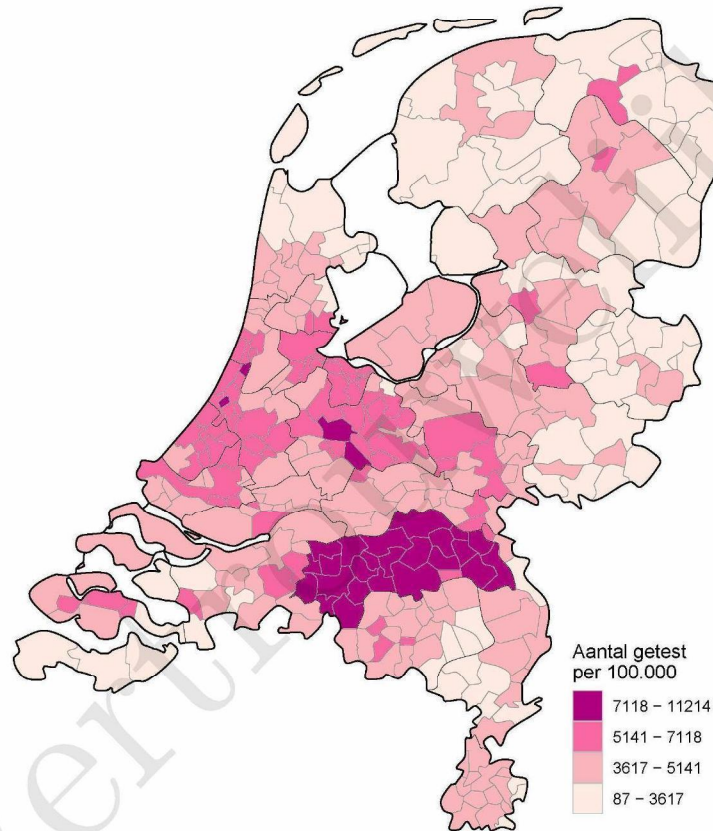 Aantal getest
per 100.000
7118 − 11214
5141 − 7118
3617 − 5141
87 − 3617